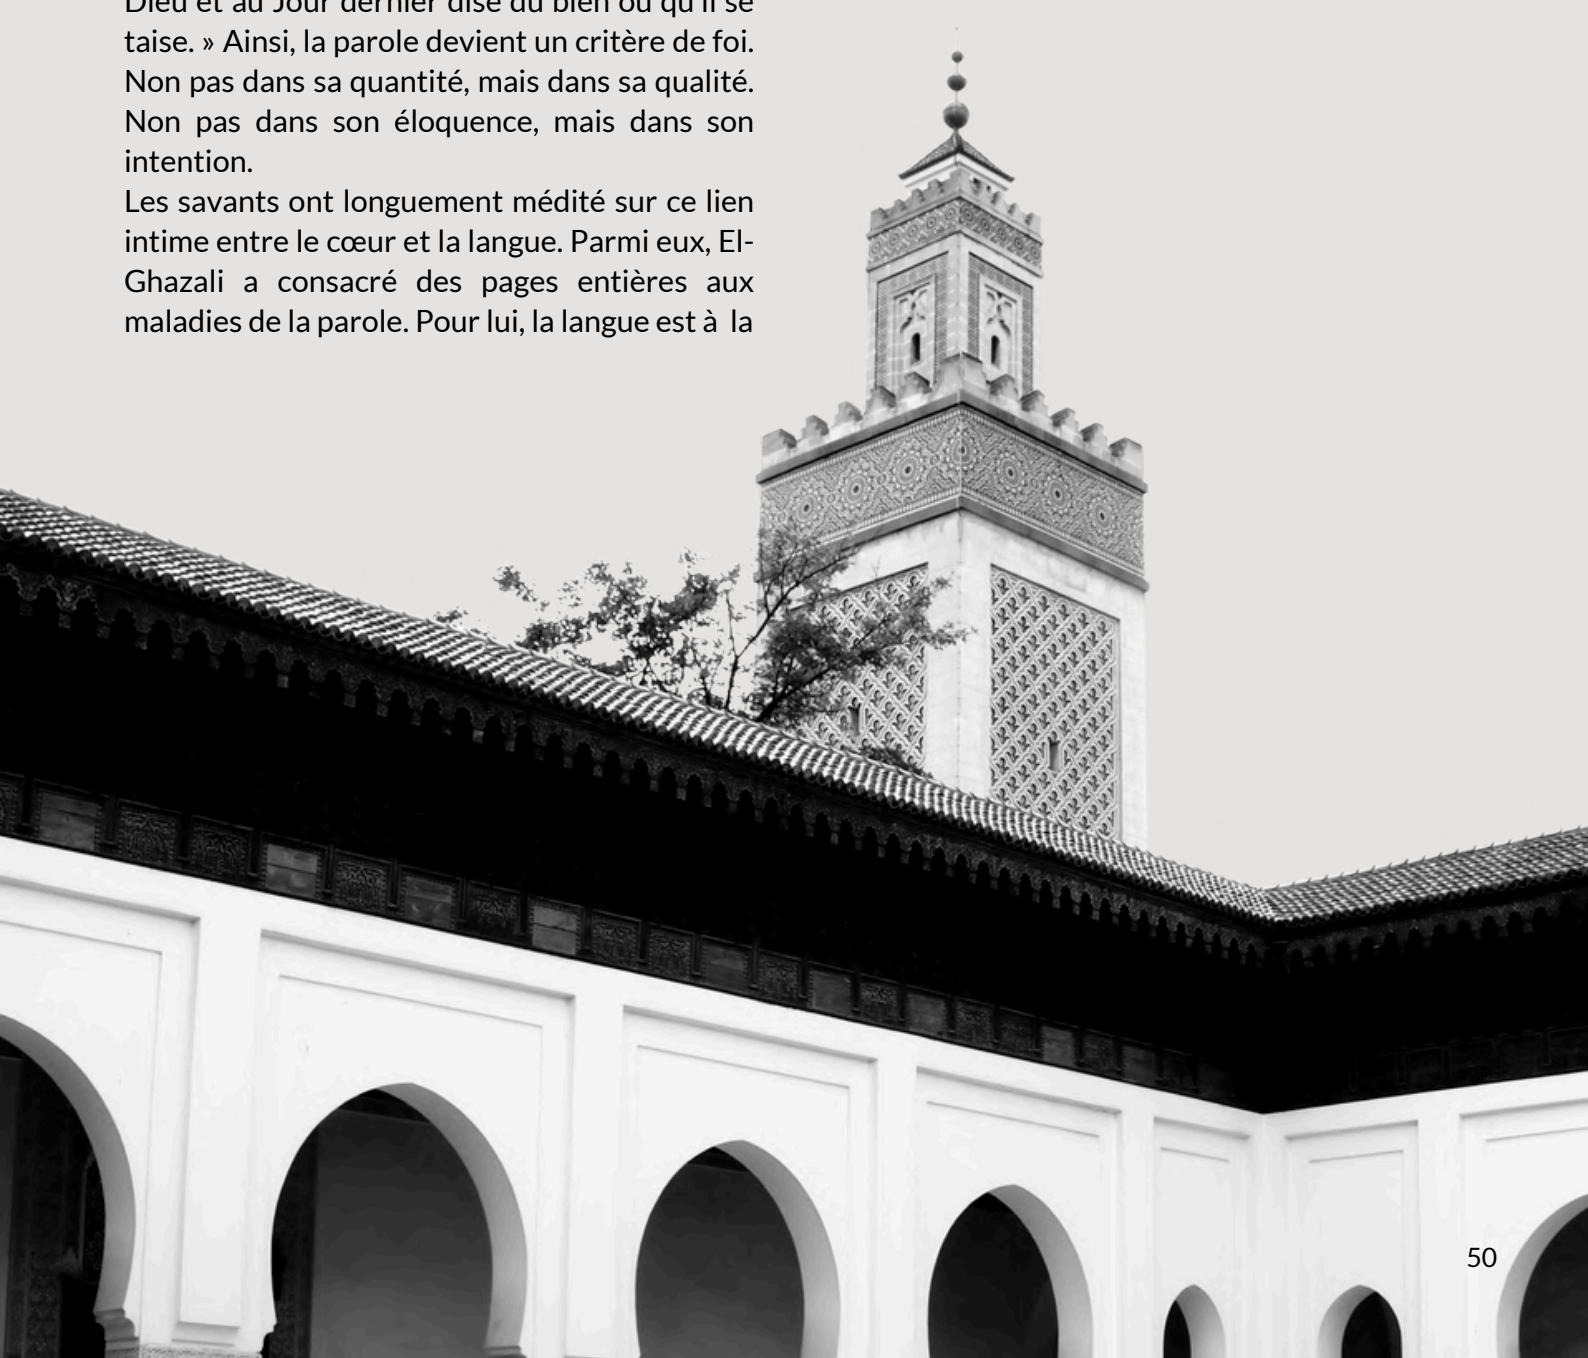 Dieu et au Jour dernier dise du bien ou qu'il se
taise. » Ainsi, la parole devient un critère de foi.
Non pas dans sa quantité, mais dans sa qualité.
Non pas dans son éloquence, mais dans son
intention.
Les savants ont longuement médité sur ce lien
intime entre le cœur et la langue. Parmi eux, El-
Ghazali a consacré des pages entières aux
maladies de la parole. Pour lui, la langue est à la
50